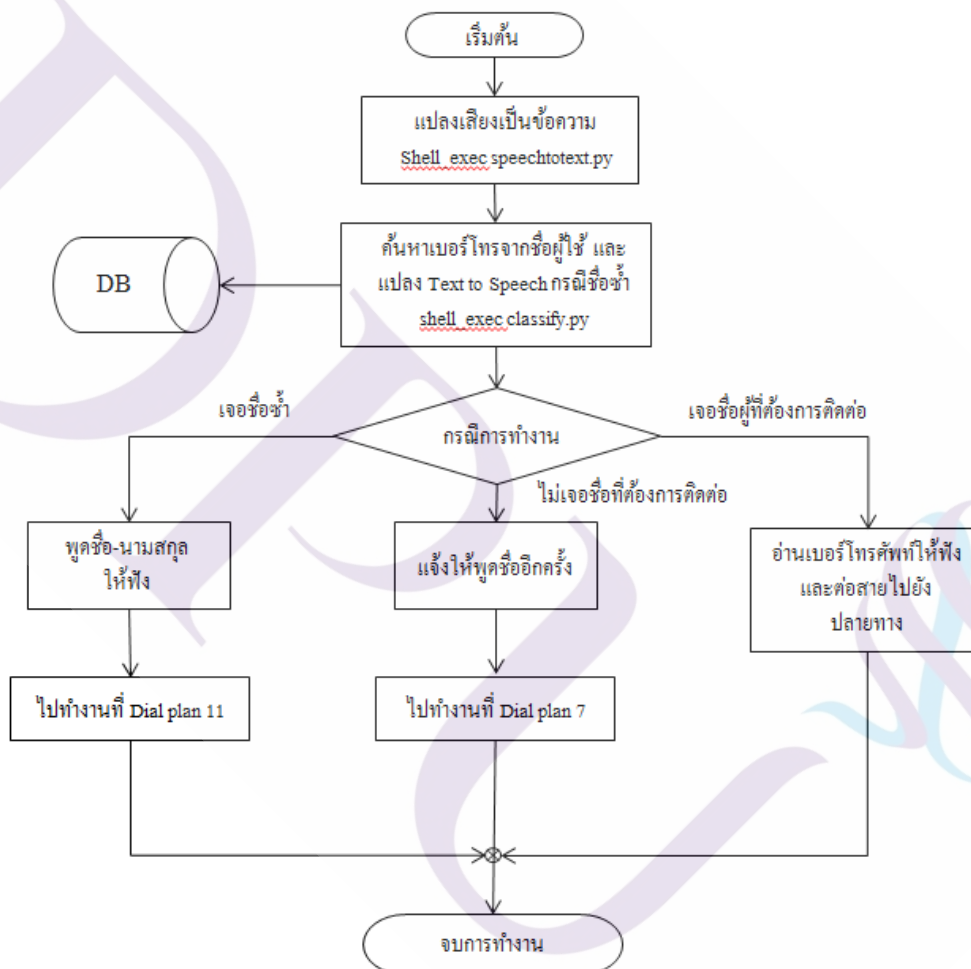 เริ่มต้น
แปลงเสียงเป็นข้อความ
Shell_exec speechtotext.py
ค้นหาเบอร์โทรจากชื่อผู้ใช้ และ
แปลง Text to Speech กรณีชื่อซ้ำ
shell_exec classify.py
DB
กรณีการทำงาน
เจอชื่อซ้ำ
เจอชื่อผู้ที่ต้องการติดต่อ
ไม่เจอชื่อที่ต้องการติดต่อ
พูดชื่อ-นามสกุล
ให้ฟัง
แจ้งให้พูดชื่ออีกครั้ง
อ่านเบอร์โทรศัพท์ให้ฟัง
และต่อสายไปยัง
ปลายทาง
ไปทำงานที่ Dial plan 11
ไปทำงานที่ Dial plan 7
จบการทำงาน